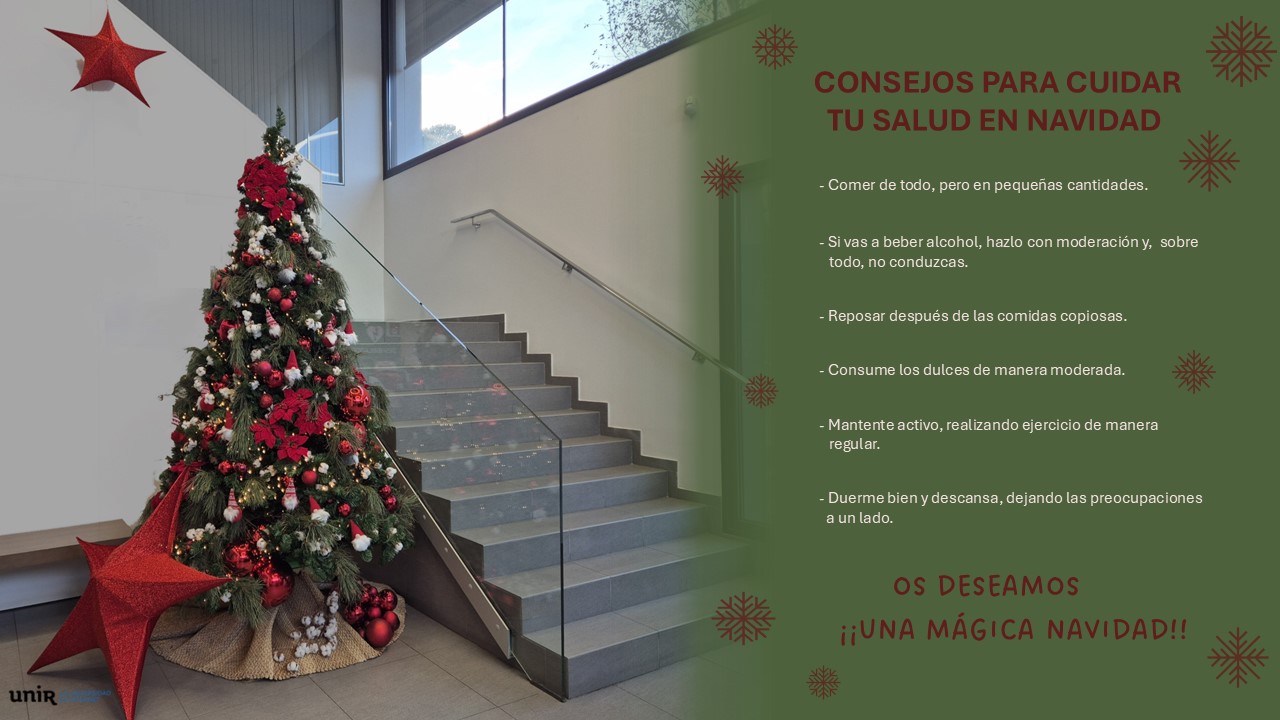 CONSEJOS PARA CUIDAR
TU SALUD EN NAVIDAD
- Comer de todo, pero en pequeñas cantidades.
- Si vas a beber alcohol, hazlo con moderación y, sobre
todo, no conduzcas.
- Reposar después de las comidas copiosas.
- Consume los dulces de manera moderada.
- Mantente activo, realizando ejercicio de manera
regular.
- Duerme bien y descansa, dejando las preocupaciones
a un lado.
OS DESEAMOS
¡¡UNA MÁGICA NAVIDAD!!
unir